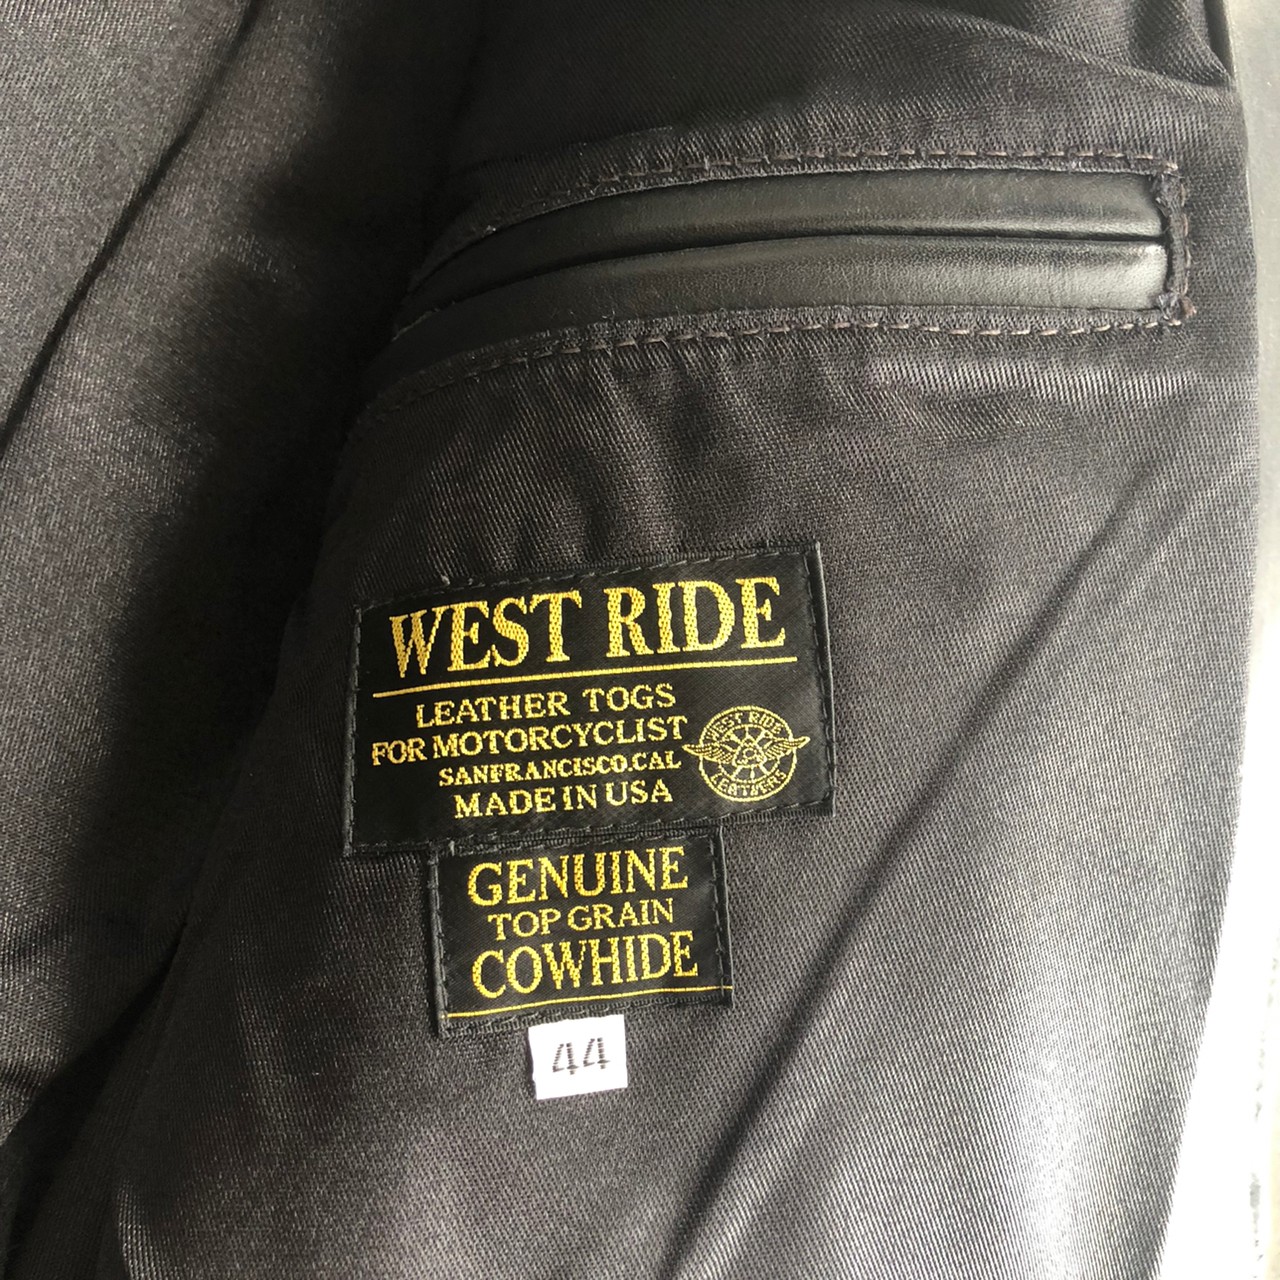 WEST RIDE
LEATHER TOGS
FOR MOTORCYCLIST
SANFRANCISCO.CAL
MADE IN USA
WEST RIDE
LEATHERS
GENUINE
TOP GRAIN
COWHIDE
44